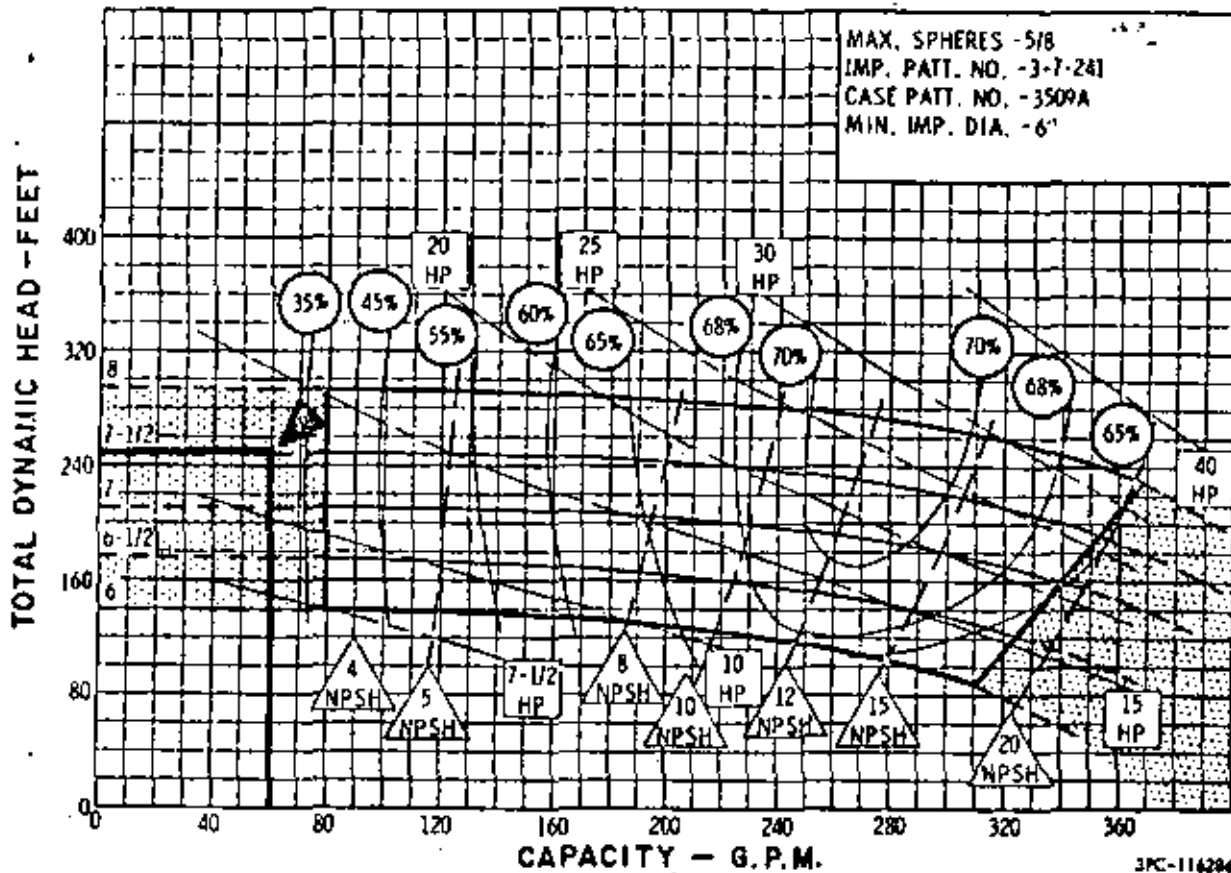 MAX. SPHERES -5/8
IMP. PATT. NO. -3-7-241
CASE PATT. NO. -3509A
MIN. IMP. DIA. -6"
TOTAL DYNAMIC HEAD-FEET
400
320
240
160
80
0
8
7-1/2
7
6-1/2
6
20 HP
25 HP
30 HP
35%
45%
55%
60%
65%
68%
70%
70%
68%
65%
40 HP
4 NPSH
5 NPSH
7-1/2 HP
8 NPSH
10 NPSH
10 HP
12 NPSH
15 NPSH
20 NPSH
15 HP
0 40 80 120 160 200 240 280 320 360
CAPACITY – G.P.M.
3PC-116286